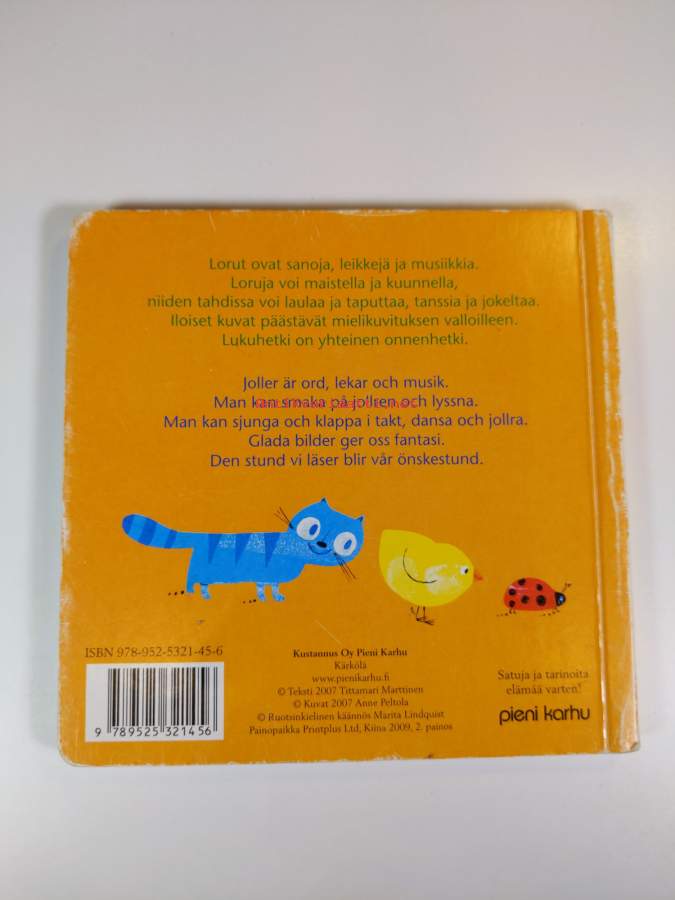 Lorut ovat sanoja, leikkejä ja musiikkia.
Loruja voi maistella ja kuunnella,
niiden tahdissa voi laulaa ja taputtaa, tanssia ja jokeltaa.
Iloiset kuvat päästävät mielikuvituksen valloilleen.
Lukuhetki on yhteinen onnenhetki.
Joller är ord, lekar och musik.
Man kan smaka på jollren och lyssna.
Man kan sjunga och klappa i takt, dansa och jollra.
Glada bilder ger oss fantasi.
Den stund vi läser blir vår önskestund.
ISBN 978-952-5321-45-6
9 789525 321456
Kustannus Oy Pieni Karhu
Kärkölä
www.pienikarhu.fi
© Teksti 2007 Tittamari Marttinen
© Kuvat 2007 Anne Peltola
© Ruotsinkielinen käännös Marita Lindquist
Painopaikka Printplus Ltd, Kiina 2009, 2. painos
Satuja ja tarinoita
elämää varten!
pieni karhu